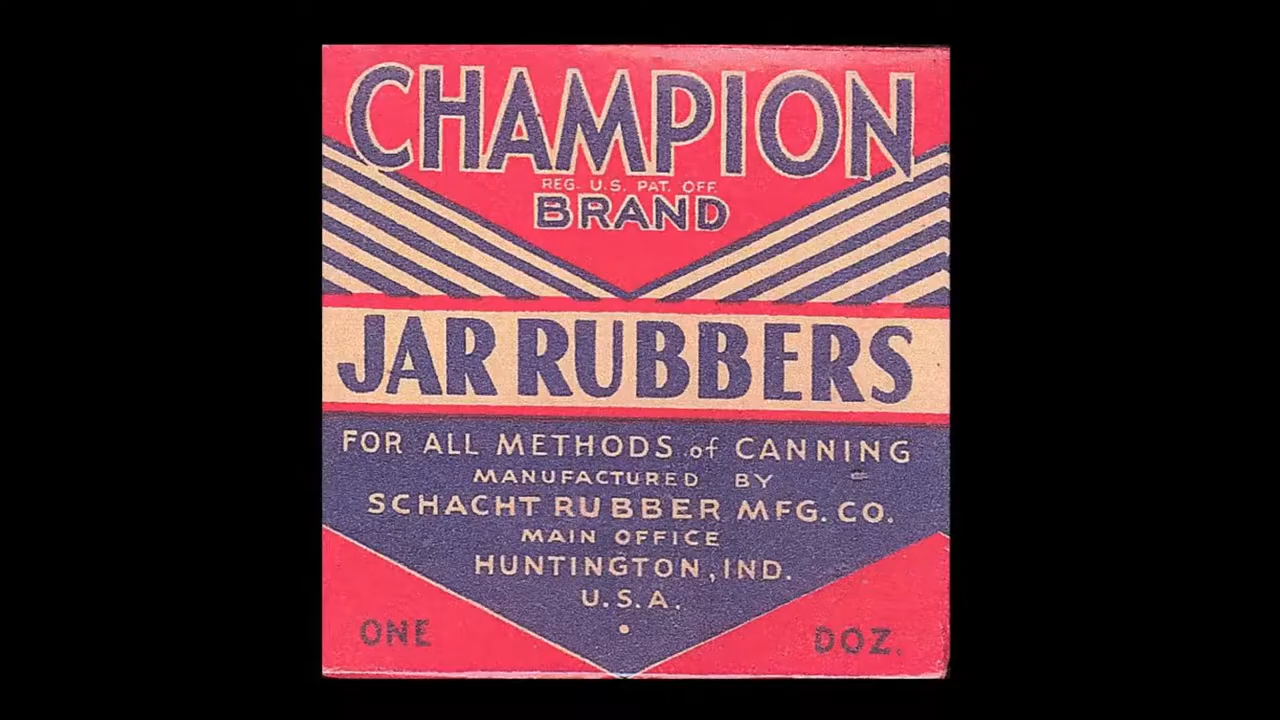 CHAMPION
REG. U.S. PAT. OFF.
BRAND
JAR RUBBERS
FOR ALL METHODS of CANNING
MANUFACTURED BY
SCHACHT RUBBER MFG. CO.
MAIN OFFICE
HUNTINGTON, IND.
U.S.A.
ONE DOZ.